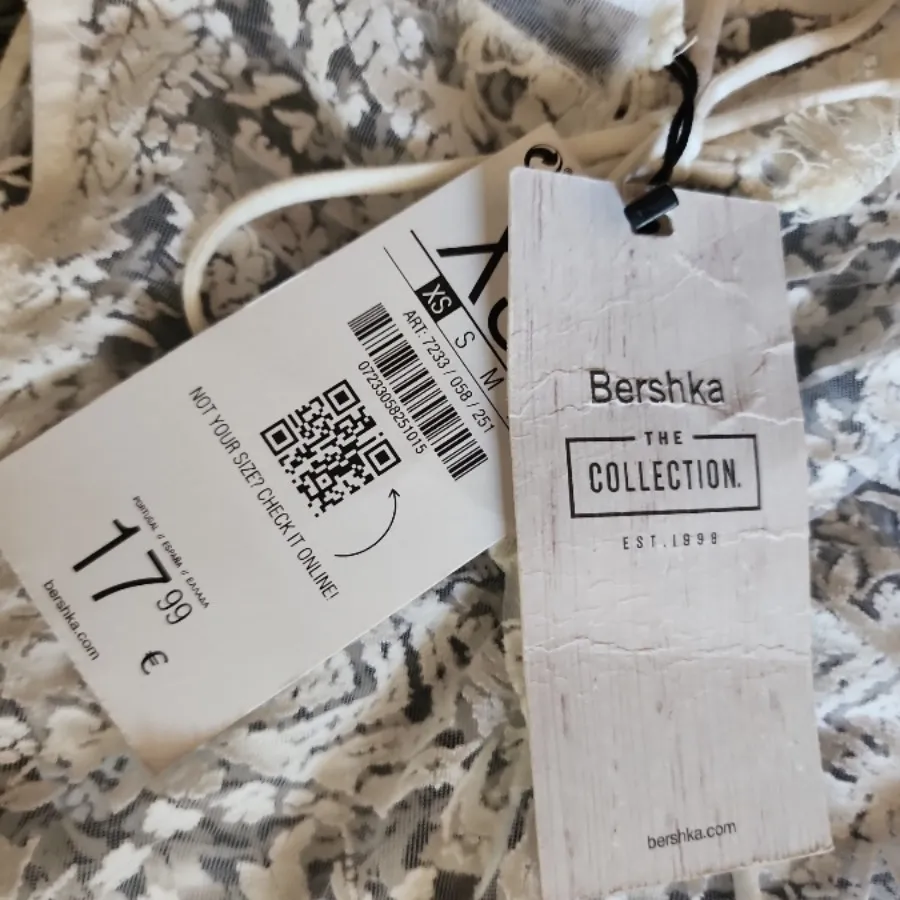 XS
XS S M
ART: 7233 / 058 / 251
07233058251015
NOT YOUR SIZE? CHECK IT ONLINE!
PORTUGAL // ESPAÑA // ΕΛΛΑΔΑ
17 99
€
bershka.com
Bershka
THE
COLLECTION.
EST.1998
bershka.com